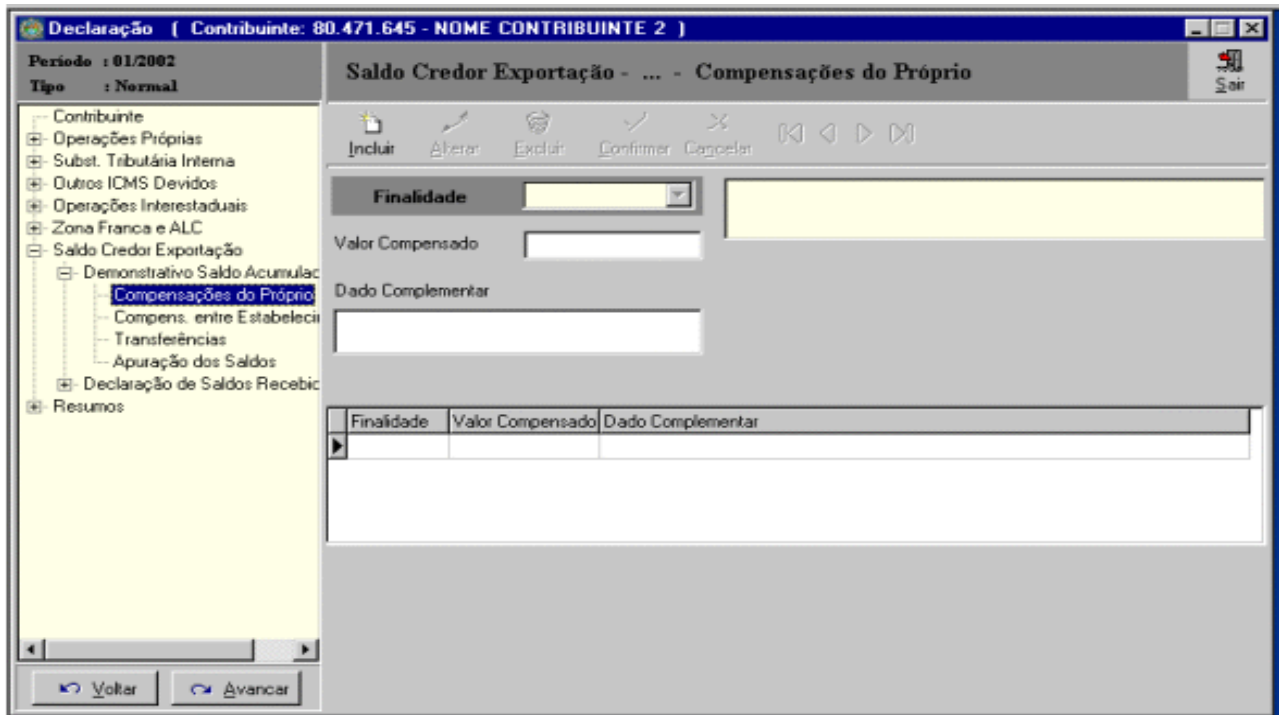 Declaração ( Contribuinte: 80.471.645 - NOME CONTRIBUINTE 2 )
Período : 01/2002
Tipo : Normal
Saldo Credor Exportação - ... - Compensações do Próprio
Sair
Contribuinte
Operações Próprias
Subst. Tributária Interna
Outros ICMS Devidos
Operações Interestaduais
Zona Franca e ALC
Saldo Credor Exportação
Demonstrativo Saldo Acumulac
Compensações do Próprio
Compens. entre Estabeleci
Transferências
Apuração dos Saldos
Declaração de Saldos Recebic
Resumos
Voltar Avancar
Incluir Alterar Excluir Confirmar Cancelar
Finalidade
Valor Compensado
Dado Complementar
Finalidade Valor Compensado Dado Complementar